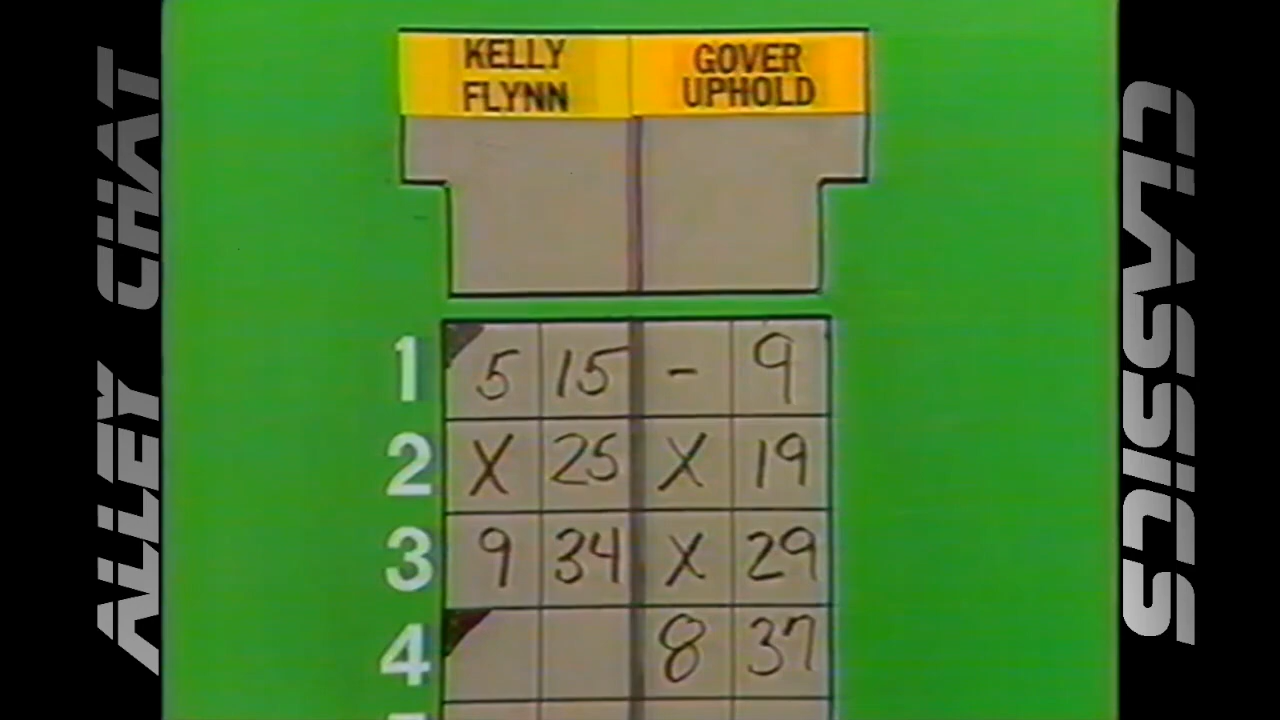 ALLEY CHAT
KELLY FLYNN
GOVER UPHOLD
1 5 15 - 9
2 X 25 X 19
3 9 34 X 29
4 8 37
CLASSICS